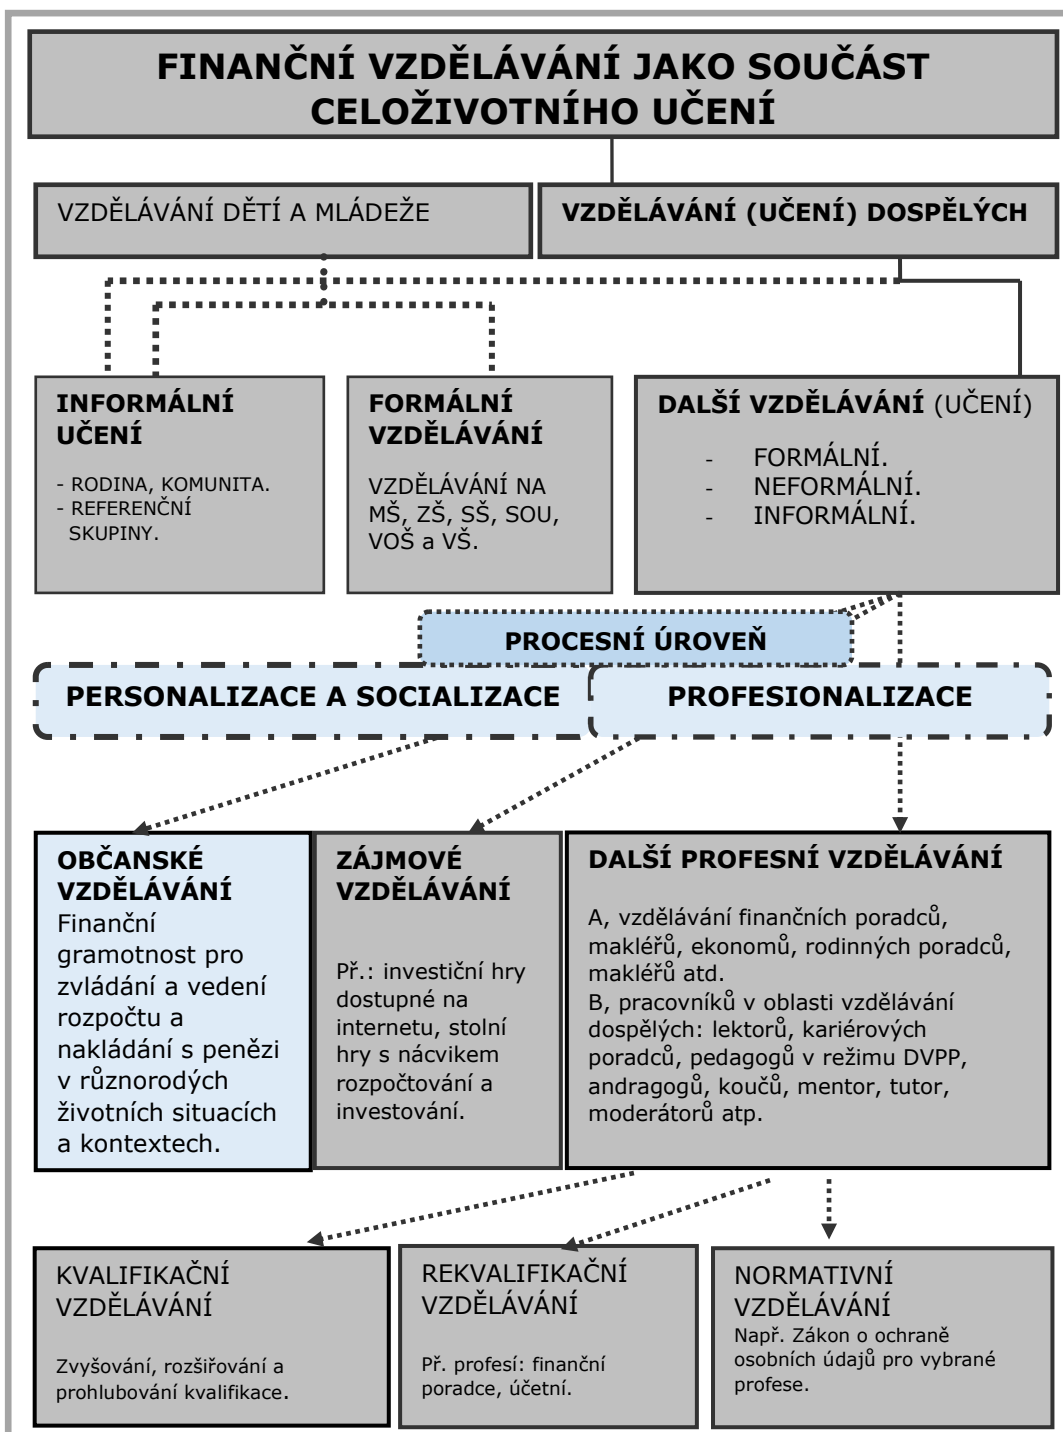 FINANČNÍ VZDĚLÁVÁNÍ JAKO SOUČÁST
CELOŽIVOTNÍHO UČENÍ
VZDĚLÁVÁNÍ DĚTÍ A MLÁDEŽE
VZDĚLÁVÁNÍ (UČENÍ) DOSPĚLÝCH
INFORMÁLNÍ
UČENÍ
- RODINA, KOMUNITA.
- REFERENČNÍ
SKUPINY.
FORMÁLNÍ
VZDĚLÁVÁNÍ
VZDĚLÁVÁNÍ NA
MŠ, ZŠ, SŠ, SOU,
VOŠ a VŠ.
DALŠÍ VZDĚLÁVÁNÍ (UČENÍ)
- FORMÁLNÍ.
- NEFORMÁLNÍ.
- INFORMÁLNÍ.
PROCESNÍ ÚROVEŇ
PERSONALIZACE A SOCIALIZACE
PROFESIONALIZACE
OBČANSKÉ
VZDĚLÁVÁNÍ
Finanční
gramotnost pro
zvládání a vedení
rozpočtu a
nakládání s penězi
v různorodých
životních situacích
a kontextech.
ZÁJMOVÉ
VZDĚLÁVÁNÍ
Př.: investiční hry
dostupné na
internetu, stolní
hry s nácvikem
rozpočtování a
investování.
DALŠÍ PROFESNÍ VZDĚLÁVÁNÍ
A, vzdělávání finančních poradců,
makléřů, ekonomů, rodinných poradců,
makléřů atd.
B, pracovníků v oblasti vzdělávání
dospělých: lektorů, kariérových
poradců, pedagogů v režimu DVPP,
andragogů, koučů, mentor, tutor,
moderátorů atp.
KVALIFIKAČNÍ
VZDĚLÁVÁNÍ
Zvyšování, rozšiřování a
prohlubování kvalifikace.
REKVALIFIKAČNÍ
VZDĚLÁVÁNÍ
Př. profesí: finanční
poradce, účetní.
NORMATIVNÍ
VZDĚLÁVÁNÍ
Např. Zákon o ochraně
osobních údajů pro vybrané
profese.